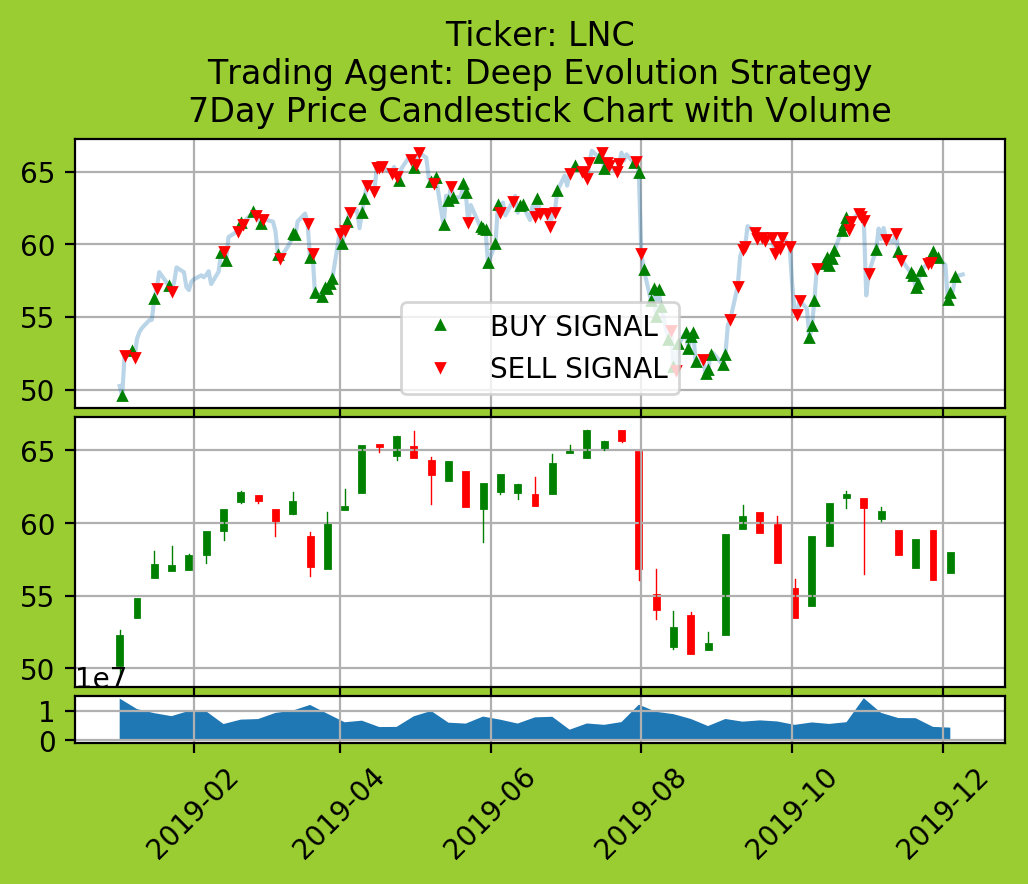 Ticker: LNC
Trading Agent: Deep Evolution Strategy
7Day Price Candlestick Chart with Volume
65
60
55
50
BUY SIGNAL
SELL SIGNAL
65
60
55
50
1e7
1
0
2019-02
2019-04
2019-06
2019-08
2019-10
2019-12